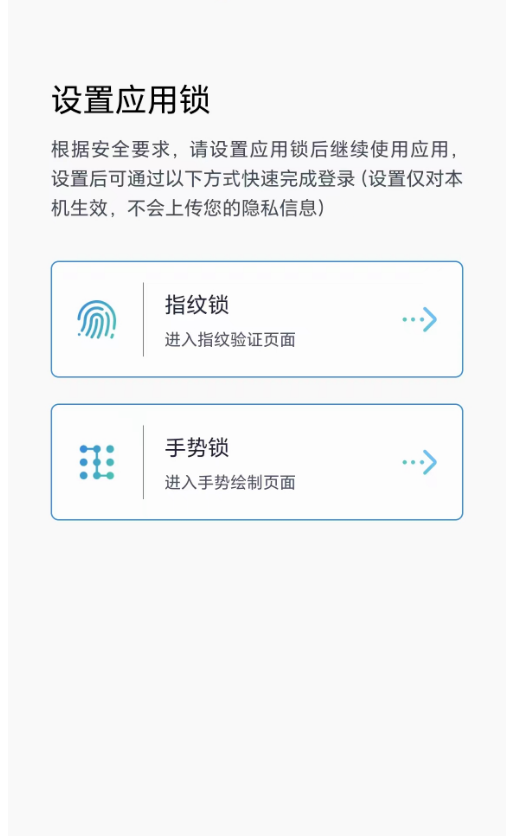 设置应用锁
根据安全要求，请设置应用锁后继续使用应用，
设置后可通过以下方式快速完成登录（设置仅对本
机生效，不会上传您的隐私信息）
指纹锁
进入指纹验证页面
手势锁
进入手势绘制页面